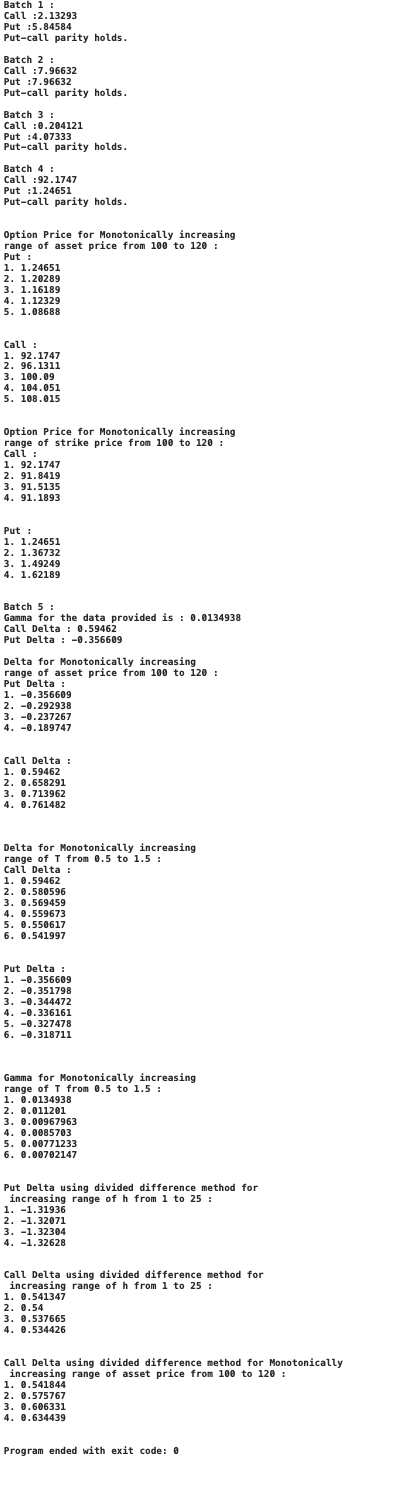 Batch 1 :
Call :2.13293
Put :5.84584
Put-call parity holds.
Batch 2 :
Call :7.96632
Put :7.96632
Put-call parity holds.
Batch 3 :
Call :0.204121
Put :4.07333
Put-call parity holds.
Batch 4 :
Call :92.1747
Put :1.24651
Put-call parity holds.
Option Price for Monotonically increasing
range of asset price from 100 to 120 :
Put :
1. 1.24651
2. 1.20289
3. 1.16189
4. 1.12329
5. 1.08688
Call :
1. 92.1747
2. 96.1311
3. 100.09
4. 104.051
5. 108.015
Option Price for Monotonically increasing
range of strike price from 100 to 120 :
Call :
1. 92.1747
2. 91.8419
3. 91.5135
4. 91.1893
Put :
1. 1.24651
2. 1.36732
3. 1.49249
4. 1.62189
Batch 5 :
Gamma for the data provided is : 0.0134938
Call Delta : 0.59462
Put Delta : -0.356609
Delta for Monotonically increasing
range of asset price from 100 to 120 :
Put Delta :
1. -0.356609
2. -0.292938
3. -0.237267
4. -0.189747
Call Delta :
1. 0.59462
2. 0.658291
3. 0.713962
4. 0.761482
Delta for Monotonically increasing
range of T from 0.5 to 1.5 :
Call Delta :
1. 0.59462
2. 0.580596
3. 0.569459
4. 0.559673
5. 0.550617
6. 0.541997
Put Delta :
1. -0.356609
2. -0.351798
3. -0.344472
4. -0.336161
5. -0.327478
6. -0.318711
Gamma for Monotonically increasing
range of T from 0.5 to 1.5 :
1. 0.0134938
2. 0.011201
3. 0.00967963
4. 0.0085703
5. 0.00771233
6. 0.00702147
Put Delta using divided difference method for
increasing range of h from 1 to 25 :
1. -1.31936
2. -1.32071
3. -1.32304
4. -1.32628
Call Delta using divided difference method for
increasing range of h from 1 to 25 :
1. 0.541347
2. 0.54
3. 0.537665
4. 0.534426
Call Delta using divided difference method for Monotonically
increasing range of asset price from 100 to 120 :
1. 0.541844
2. 0.575767
3. 0.606331
4. 0.634439
Program ended with exit code: 0